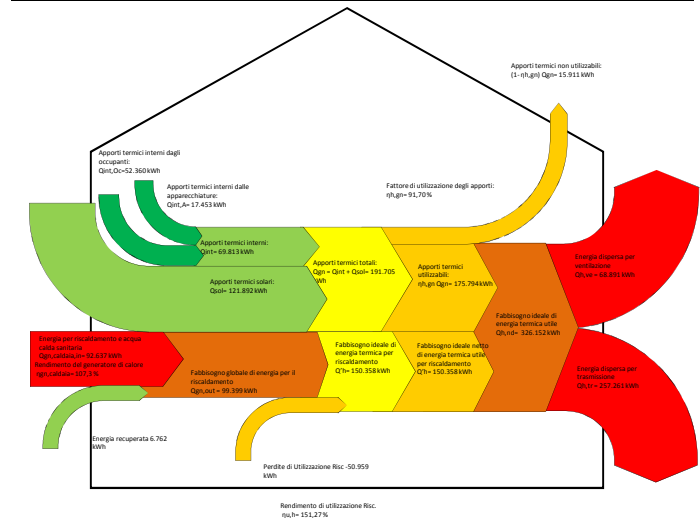 Apporti termici non utilizzabili:
(1- ηh,gn) Qgn= 15.911 kWh
Apporti termici interni dagli
occupanti:
Qint,Oc=52.360 kWh
Apporti termici interni dalle
apparecchiature:
Qint,A= 17.453 kWh
Fattore di utilizzazione degli apporti:
ηh,gn= 91,70 %
Apporti termici interni:
Qint= 69.813 kWh
Apporti termici totali:
Qgn = Qint + Qsol= 191.705
kWh
Apporti termici
utilizzabili:
ηh,gn Qgn= 175.794 kWh
Energia dispersa per
ventilazione
Qh,ve= 68.891 kWh
Apporti termici solari:
Qsol= 121.892 kWh
Fabbisogno ideale di
energia termica utile
Qh,nd= 326.152 kWh
Energia per riscaldamento o acqua
calda sanitaria
Qgn,caldaia,in= 92.637 kWh
Rendimento del generatore di calore
ηgn,caldaia=107,3 %
Fabbisogno ideale di
energia termica per
riscaldamento
Q'h= 150.358 kWh
Fabbisogno ideale netto
di energia termica utile
per riscaldamento
Q'h= 150.358 kWh
Fabbisogno globale di energia per il
riscaldamento
Qgn,out = 99.399 kWh
Energia dispersa per
trasmissione
Qh,tr= 257.261 kWh
Energia recuperata 6.762
kWh
Perdite di Utilizzazione Risc -50.959
kWh
Rendimento di utilizzazione Risc.
ηu,h= 151,27 %